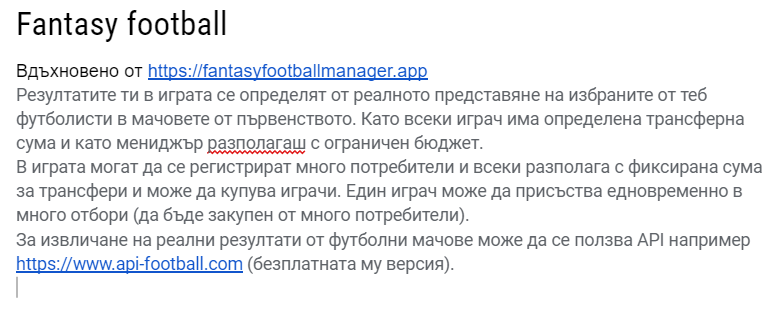 Fantasy football
Вдъхновено от https://fantasyfootballmanager.app
Резултатите ти в играта се определят от реалното представяне на избраните от теб
футболисти в мачовете от първенството. Като всеки играч има определена трансферна
сума и като мениджър разполагаш с ограничен бюджет.
В играта могат да се регистрират много потребители и всеки разполага с фиксирана сума
за трансфери и може да купува играчи. Един играч може да присъства едновременно в
много отбори (да бъде закупен от много потребители).
За извличане на реални резултати от футболни мачове може да се ползва API например
https://www.api-football.com (безплатната му версия).